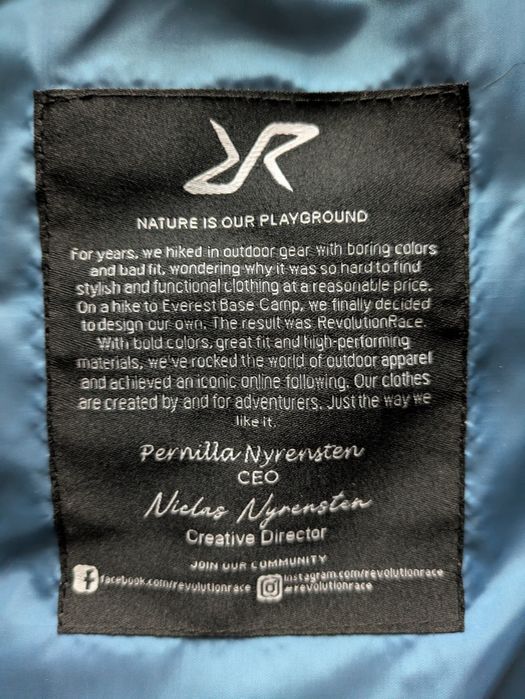 NATURE IS OUR PLAYGROUND
For years, we hiked in outdoor gear with boring colors
and bad fit, wondering why it was so hard to find
stylish and functional clothing at a reasonable price.
On a hike to Everest Base Camp, we finally decided
to design our own. The result was RevolutionRace.
With bold colors, great fit and high-performing
materials, we've rocked the world of outdoor apparel
and achieved an iconic online following. Our clothes
are created by and for adventurers. Just the way we
like it.
Pernilla Nyrensten
CEO
Niclas Nyrensten
Creative Director
JOIN OUR COMMUNITY
facebook.com/revolutionrace
instagram.com/revolutionrace
#revolutionrace